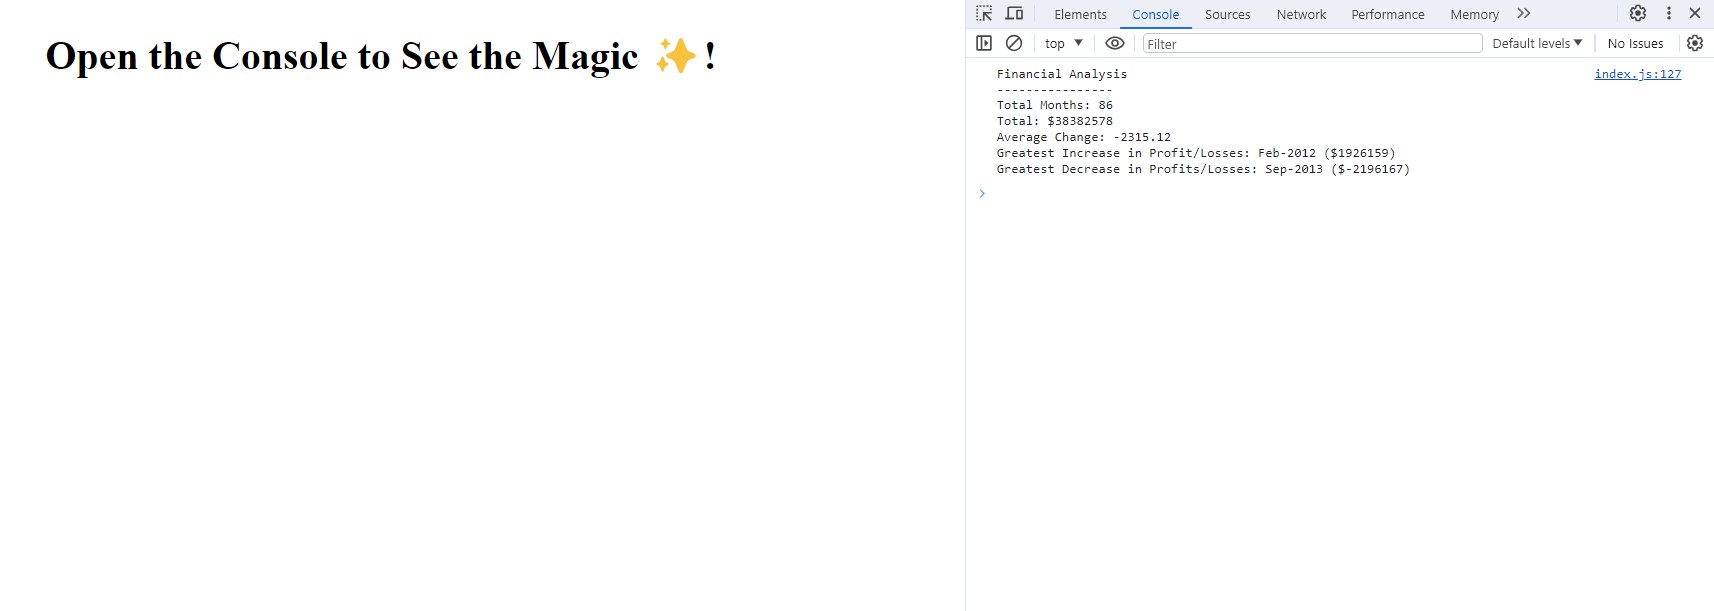 Open the Console to See the Magic ✨!
Elements Console Sources Network Performance Memory
top Filter Default levels No Issues
Financial Analysis index.js:127
----------------
Total Months: 86
Total: $38382578
Average Change: -2315.12
Greatest Increase in Profit/Losses: Feb-2012 ($1926159)
Greatest Decrease in Profits/Losses: Sep-2013 ($-2196167)